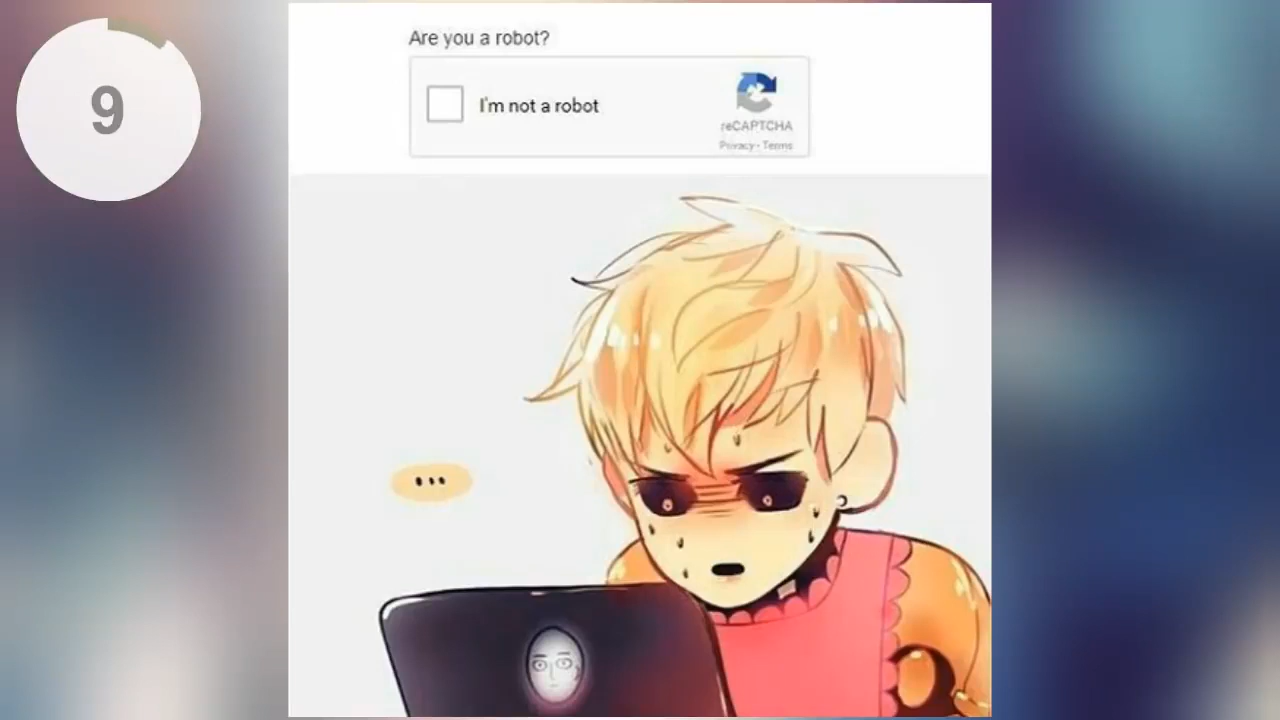 9
Are you a robot?
I'm not a robot
reCAPTCHA
Privacy - Terms
...